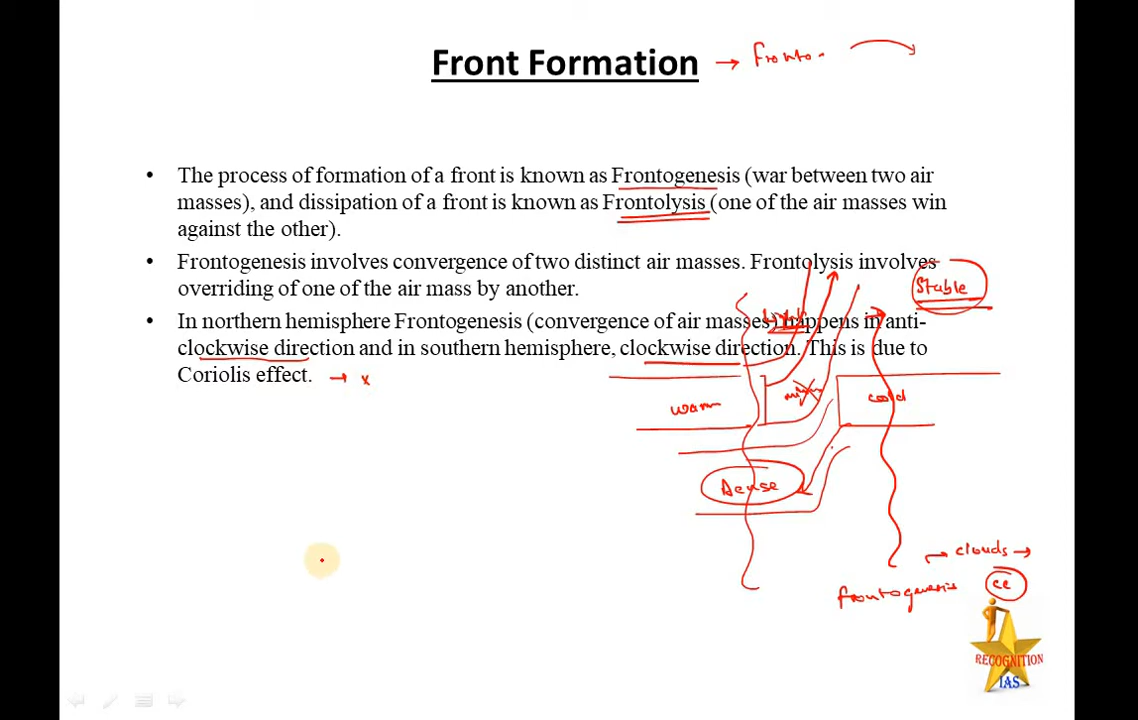 Front Formation → Fronto.
• The process of formation of a front is known as Frontogenesis (war between two air
masses), and dissipation of a front is known as Frontolysis (one of the air masses win
against the other).
• Frontogenesis involves convergence of two distinct air masses. Frontolysis involves
overriding of one of the air mass by another.
Stable
• In northern hemisphere Frontogenesis (convergence of air masses) happens in anti-
clockwise direction and in southern hemisphere, clockwise direction. This is due to
Coriolis effect. → x
warm
cold
Dense
clouds →
frontogenesis
cc
RECOGNITION
IAS